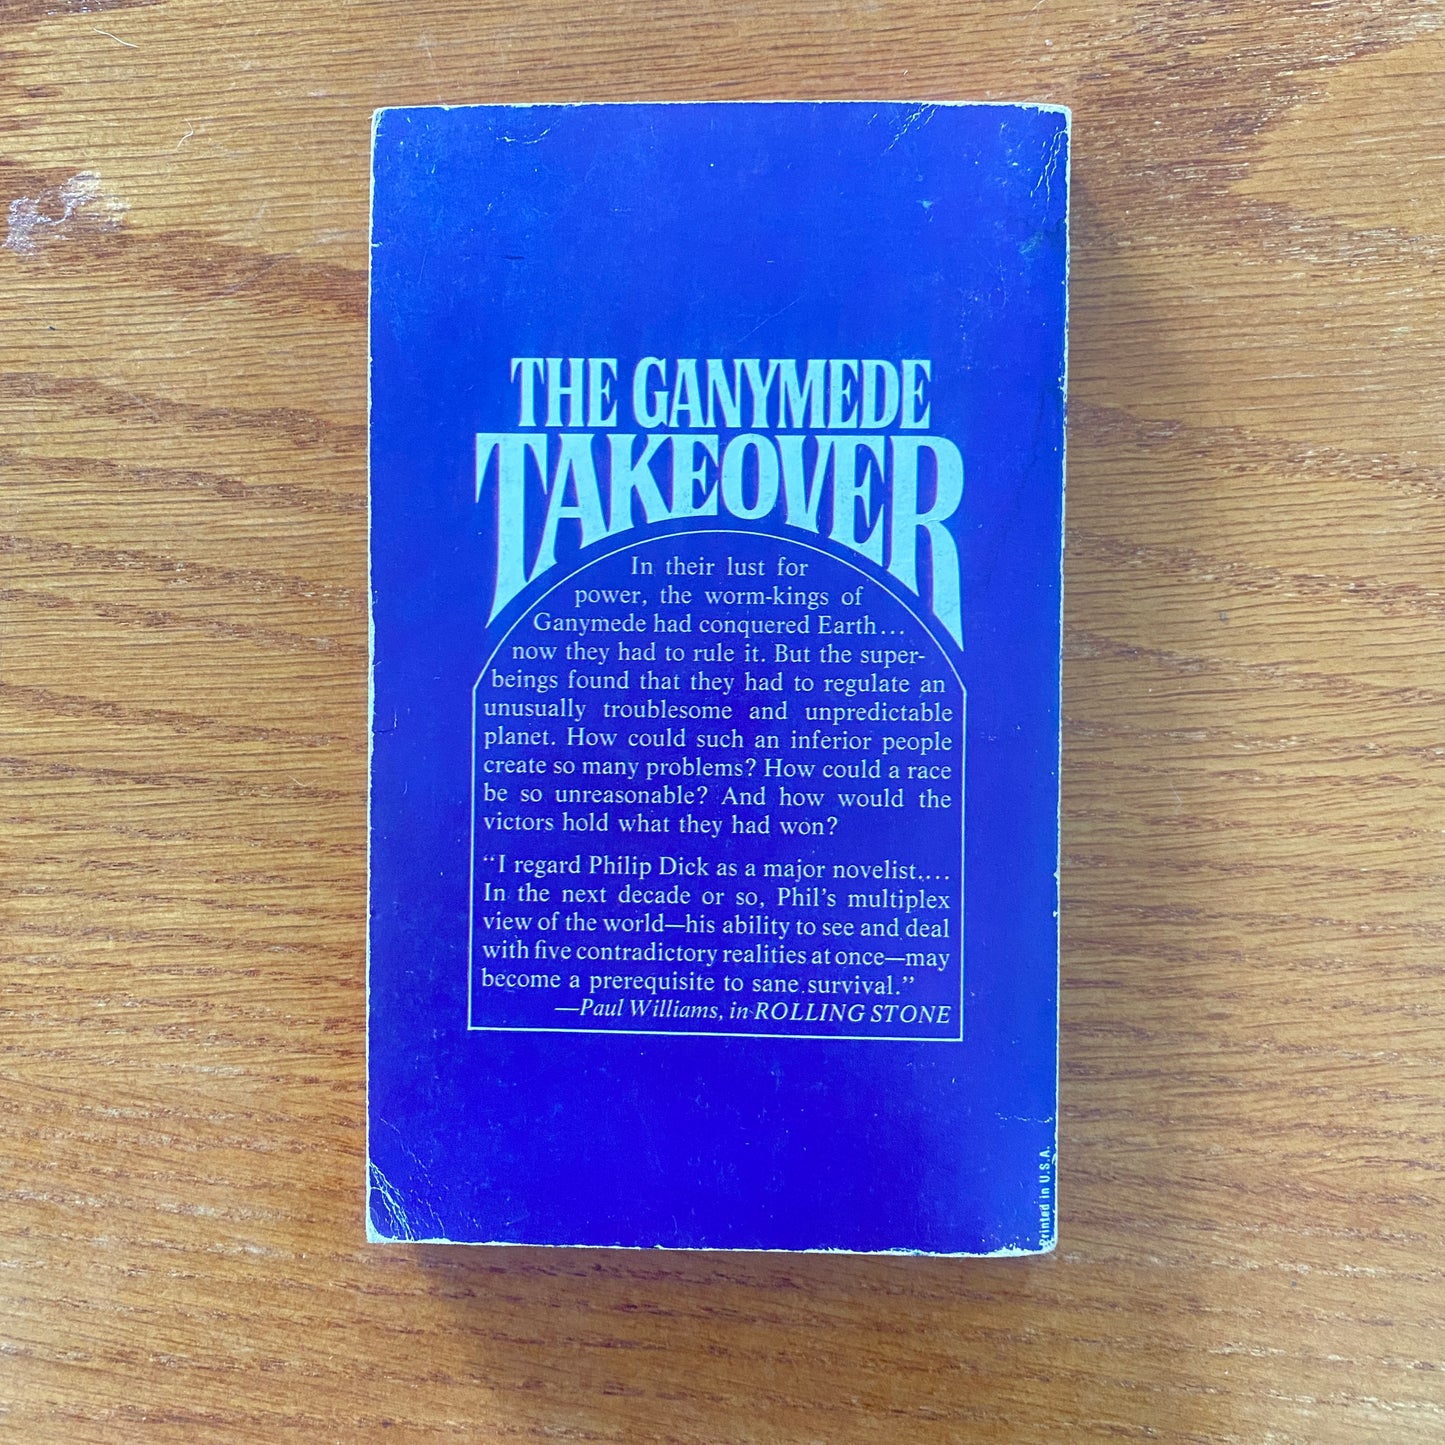 THE GANYMEDE
TAKEOVER
In their lust for
power, the worm-kings of
Ganymede had conquered Earth...
now they had to rule it. But the super-
beings found that they had to regulate an
unusually troublesome and unpredictable
planet. How could such an inferior people
create so many problems? How could a race
be so unreasonable? And how would the
victors hold what they had won?
“I regard Philip Dick as a major novelist....
In the next decade or so, Phil’s multiplex
view of the world—his ability to see and deal
with five contradictory realities at once—may
become a prerequisite to sane survival.”
—Paul Williams, in ROLLING STONE
Printed in U.S.A.